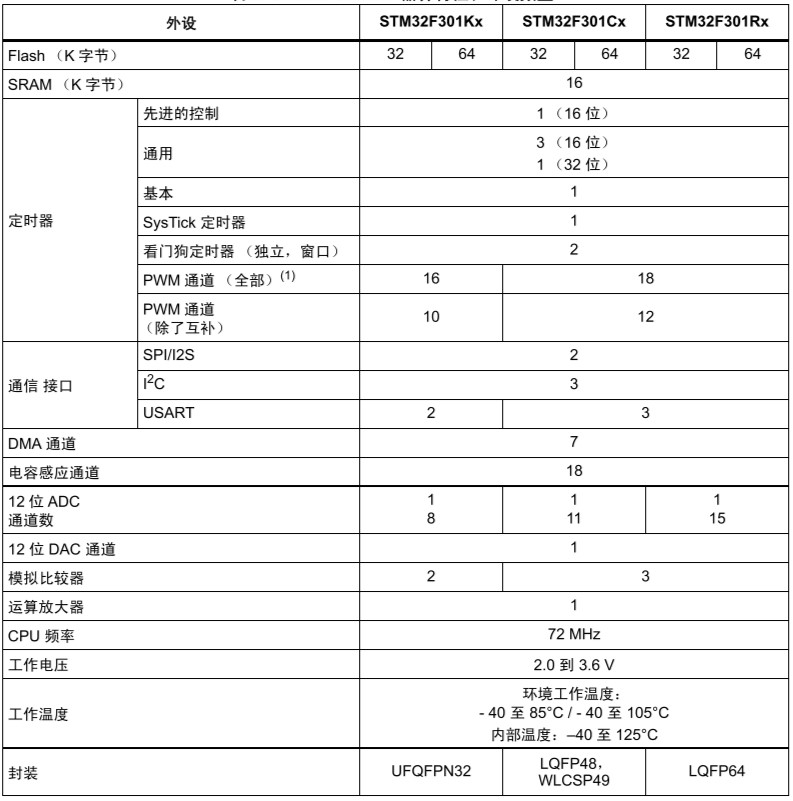 外设 STM32F301Kx STM32F301Cx STM32F301Rx
Flash （K 字节） 32 64 32 64 32 64
SRAM （K 字节） 16
定时器
先进的控制 1 （16 位）
通用
3 （16 位）
1 （32 位）
基本 1
SysTick 定时器 1
看门狗定时器 （独立，窗口） 2
PWM 通道 （全部）(1) 16 18
PWM 通道
（除了互补） 10 12
通信 接口
SPI/I2S 2
I2C 3
USART 2 3
DMA 通道 7
电容感应通道 18
12 位 ADC 1 1 1
通道数 8 11 15
12 位 DAC 通道 1
模拟比较器 2 3
运算放大器 1
CPU 频率 72 MHz
工作电压 2.0 到 3.6 V
工作温度
环境工作温度：
- 40 至 85°C / - 40 至 105°C
内部温度：–40 至 125°C
封装 UFQFPN32
LQFP48，
WLCSP49
LQFP64